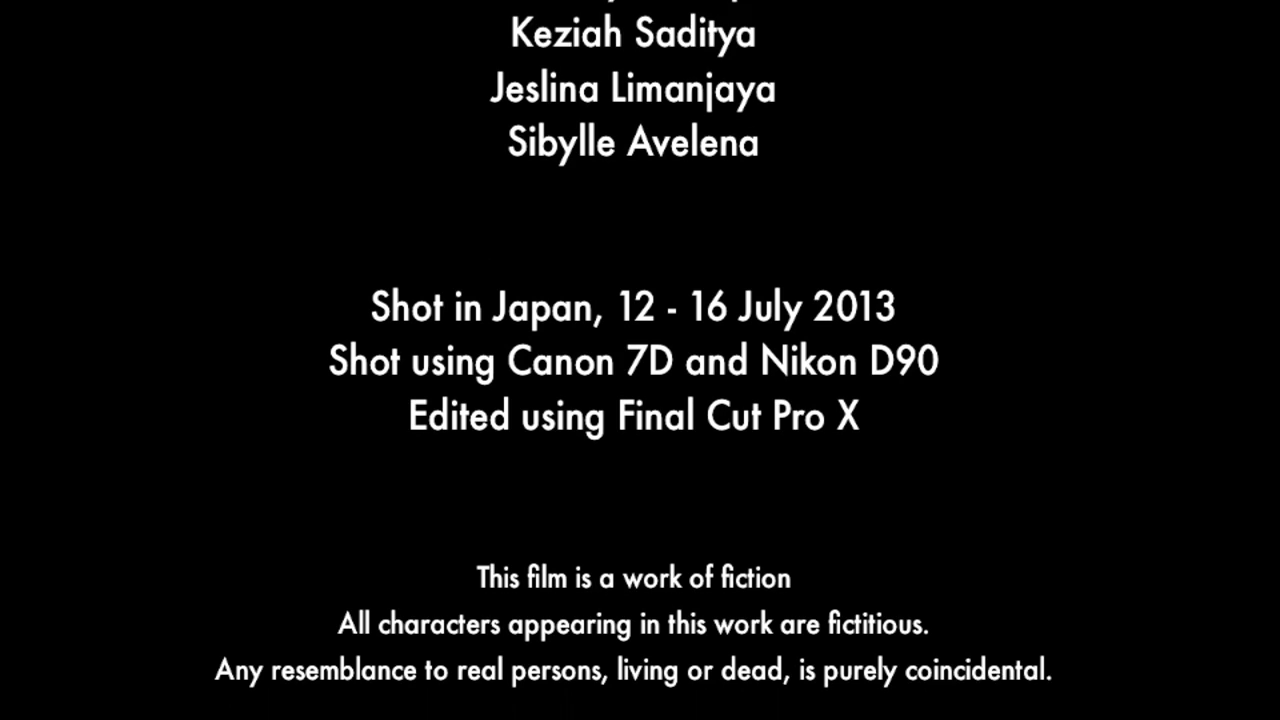 Keziah Saditya
Jeslina Limanjaya
Sibylle Avelena
Shot in Japan, 12 - 16 July 2013
Shot using Canon 7D and Nikon D90
Edited using Final Cut Pro X
This film is a work of fiction
All characters appearing in this work are fictitious.
Any resemblance to real persons, living or dead, is purely coincidental.